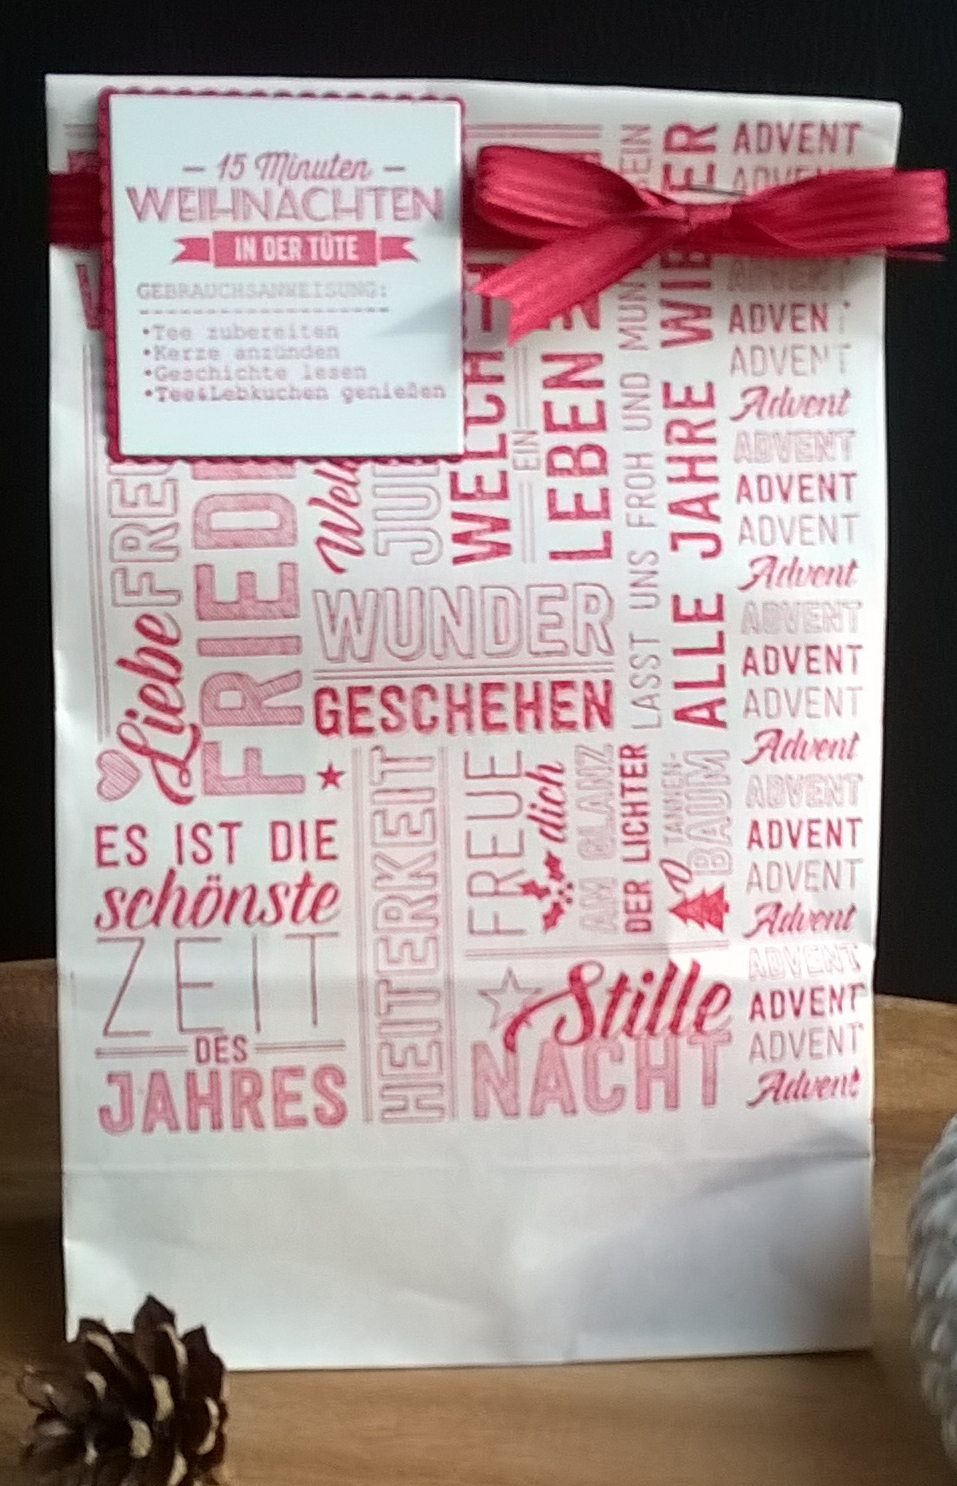 – 15 Minuten –
WEIHNACHTEN
IN DER TÜTE
GEBRAUCHSANWEISUNG:
•Tee zubereiten
•Kerze anzünden
•Geschichte lesen
•Tee&Lebkuchen genießen
Liebe
FRIEDE
WELCH
EIN
LEBEN
WUNDER
GESCHEHEN
LASST UNS FROH UND
ALLE JAHRE WIEDER
ES IST DIE
schönste
ZEIT
DES
JAHRES
HEITERKEIT
FREUE
dich
AM GLANZ
DER LICHTER
O TANNEN-
BAUM
Stille
NACHT
ADVENT
ADVENT
ADVENT
ADVENT
ADVENT
Advent
ADVENT
ADVENT
ADVENT
Advent
ADVENT
ADVENT
ADVENT
Advent
ADVENT
ADVENT
ADVENT
Advent
ADVENT
ADVENT
ADVENT
Advent